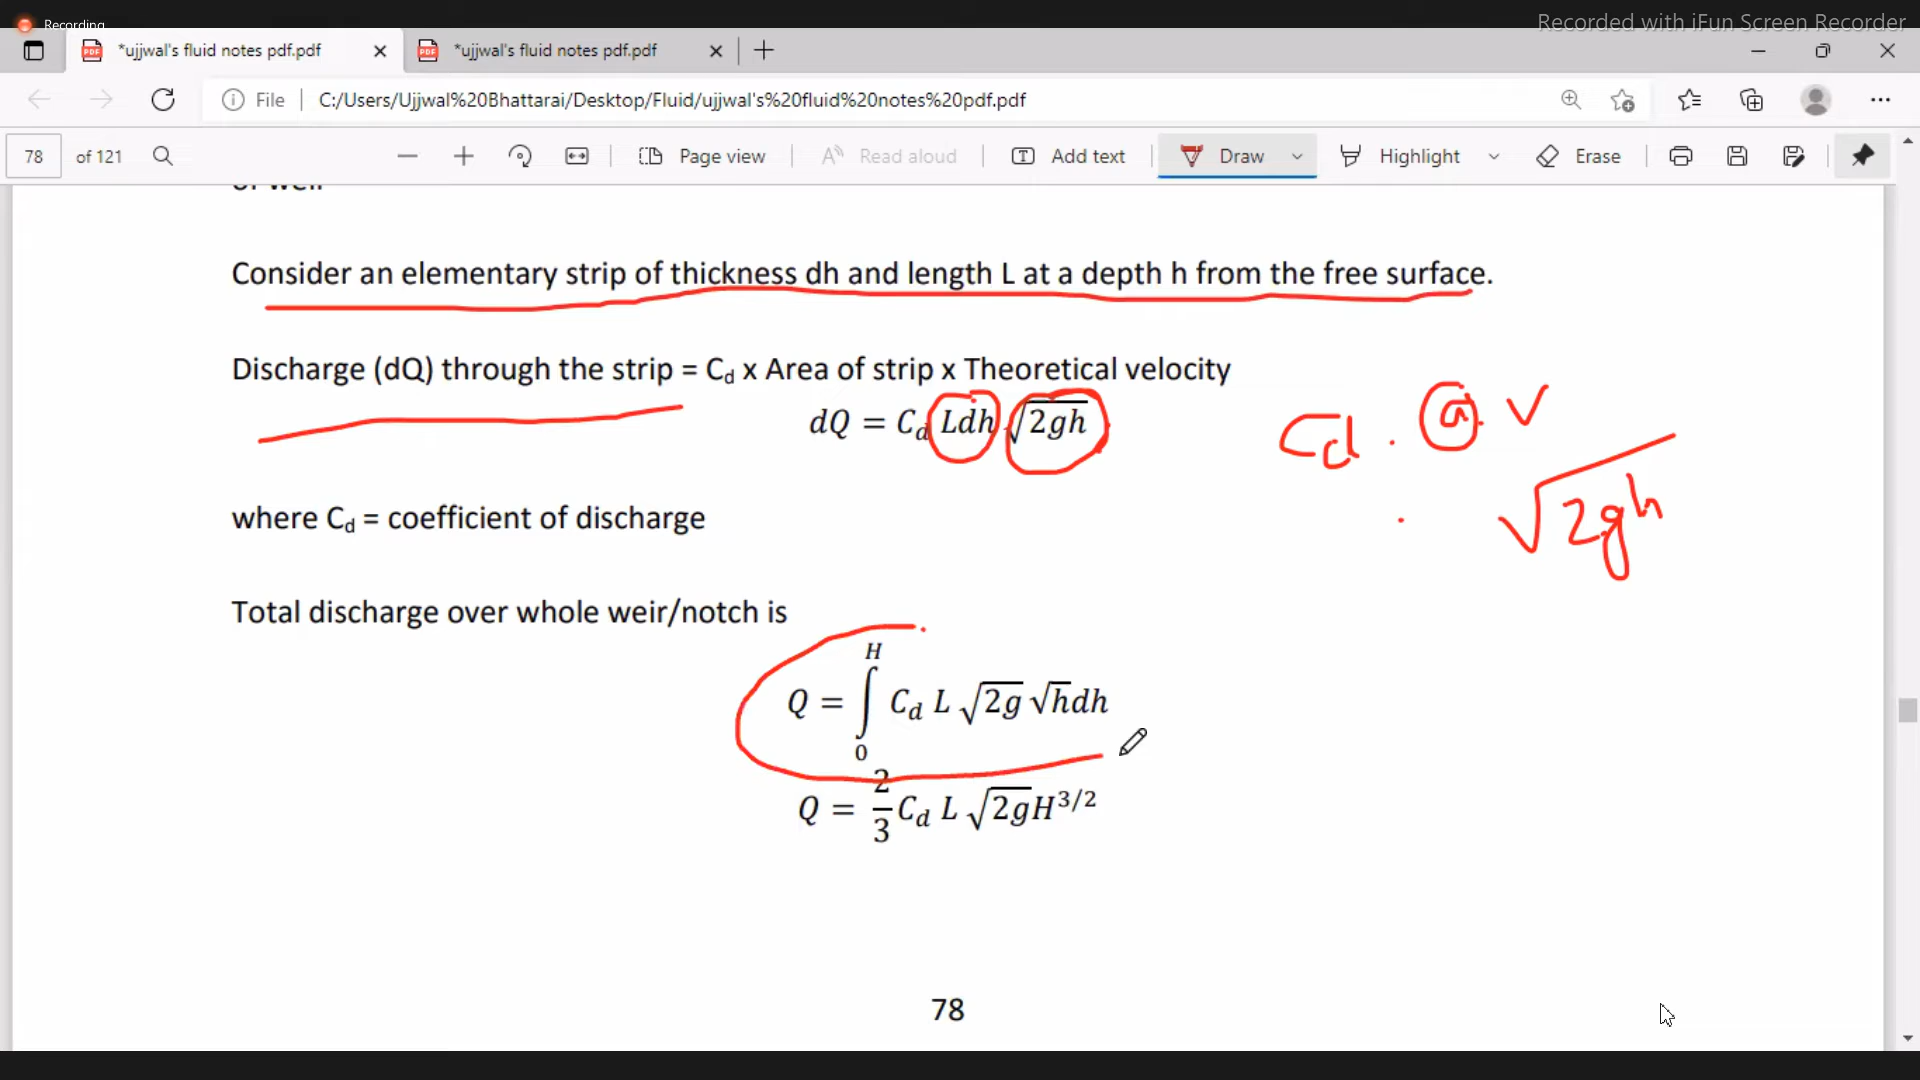 Recording
Recorded with iFun Screen Recorder
*ujjwal's fluid notes pdf.pdf
*ujjwal's fluid notes pdf.pdf
File
C:/Users/Ujjwal%20Bhattarai/Desktop/Fluid/ujjwal's%20fluid%20notes%20pdf.pdf
78 of 121
Page view
Read aloud
Add text
Draw
Highlight
Erase
Consider an elementary strip of thickness dh and length L at a depth h from the free surface.
Discharge (dQ) through the strip = Cd x Area of strip x Theoretical velocity
dQ = Cd Ldh √2gh
Cd . a . v
√2gh
where Cd = coefficient of discharge
Total discharge over whole weir/notch is
Q = ∫₀ᴴ Cd L √2g √h dh
Q = 2/3 Cd L √2g H^3/2
78